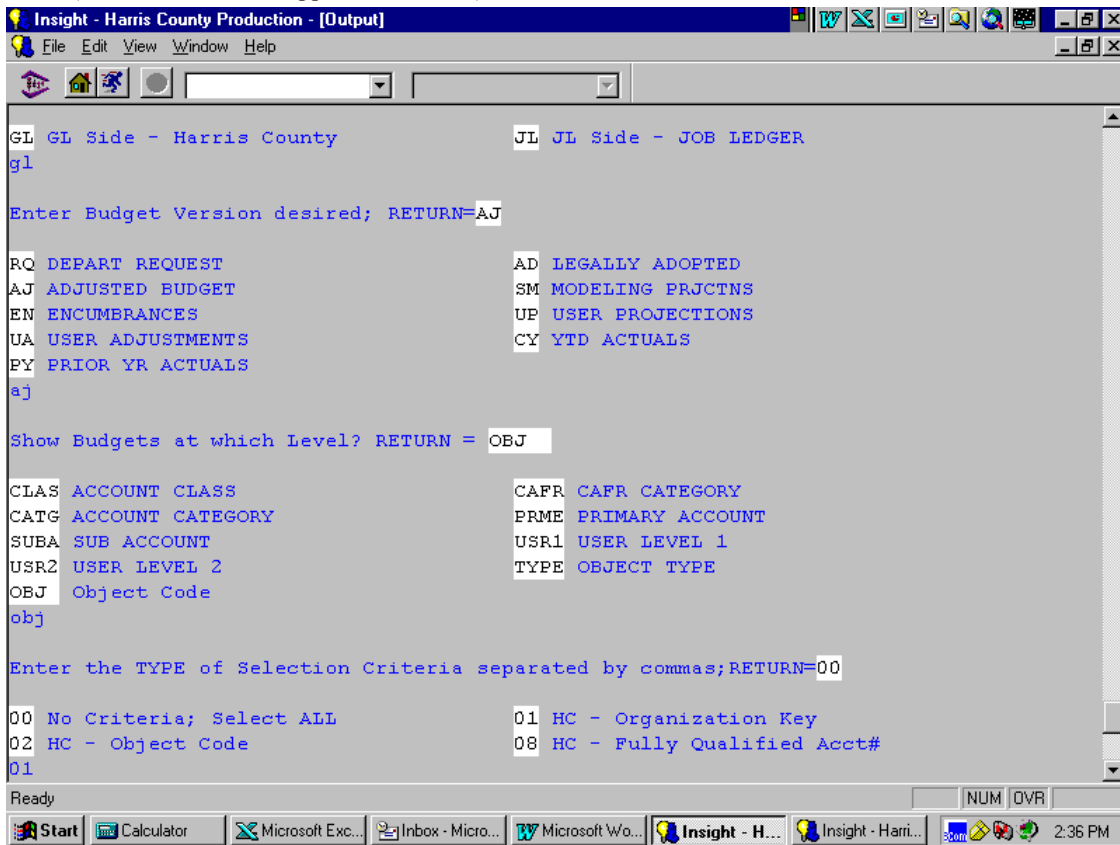 Insight - Harris County Production - [Output]
File Edit View Window Help
GL GL Side - Harris County JL JL Side - JOB LEDGER
gl
Enter Budget Version desired; RETURN=AJ
RQ DEPART REQUEST AD LEGALLY ADOPTED
AJ ADJUSTED BUDGET SM MODELING PRJCTNS
EN ENCUMBRANCES UP USER PROJECTIONS
UA USER ADJUSTMENTS CY YTD ACTUALS
PY PRIOR YR ACTUALS
aj
Show Budgets at which Level? RETURN = OBJ
CLAS ACCOUNT CLASS CAFR CAFR CATEGORY
CATG ACCOUNT CATEGORY PRME PRIMARY ACCOUNT
SUBA SUB ACCOUNT USR1 USER LEVEL 1
USR2 USER LEVEL 2 TYPE OBJECT TYPE
OBJ Object Code
obj
Enter the TYPE of Selection Criteria separated by commas;RETURN=00
00 No Criteria; Select ALL 01 HC - Organization Key
02 HC - Object Code 08 HC - Fully Qualified Acct#
01
Ready NUM OVR
Start Calculator Microsoft Exc... Inbox - Micro... Microsoft Wo... Insight - H... Insight - Harri... 3Com 2:36 PM